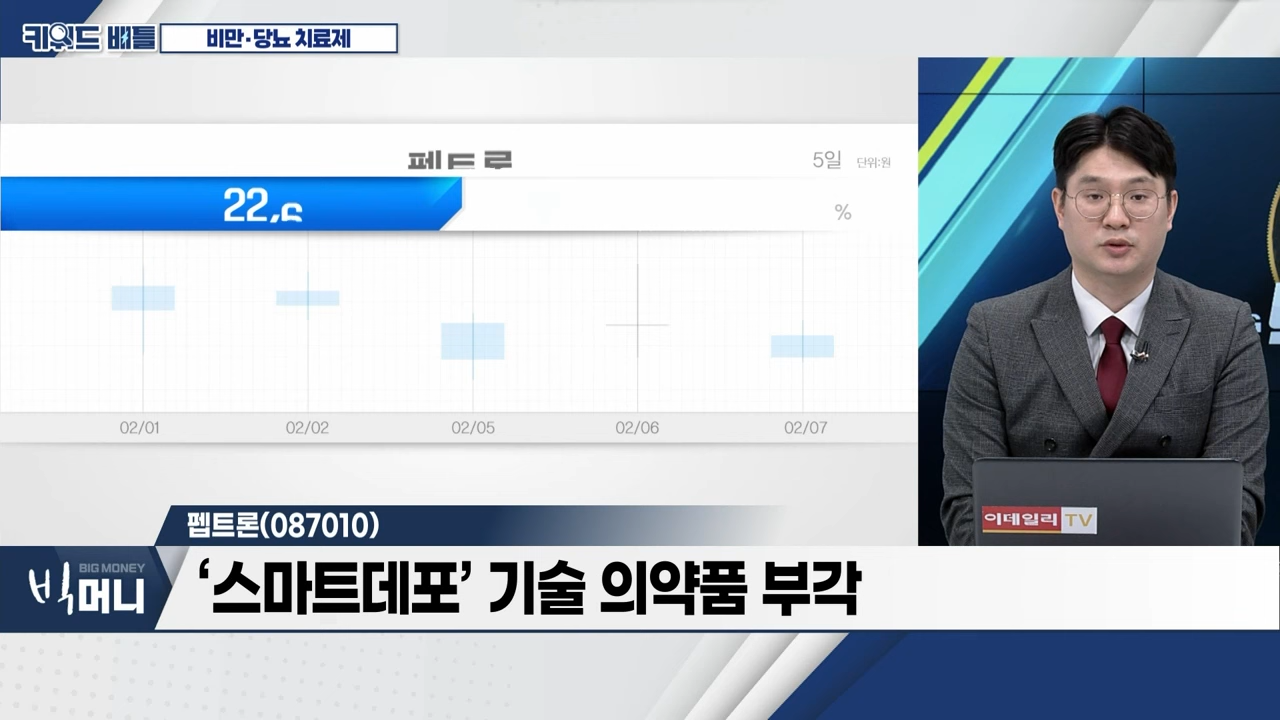 키워드 배틀
비만·당뇨 치료제
5일 단위:원
%
02/01 02/02 02/05 02/06 02/07
펩트론(087010)
빅머니 BIG MONEY
‘스마트데포’ 기술 의약품 부각
이데일리TV